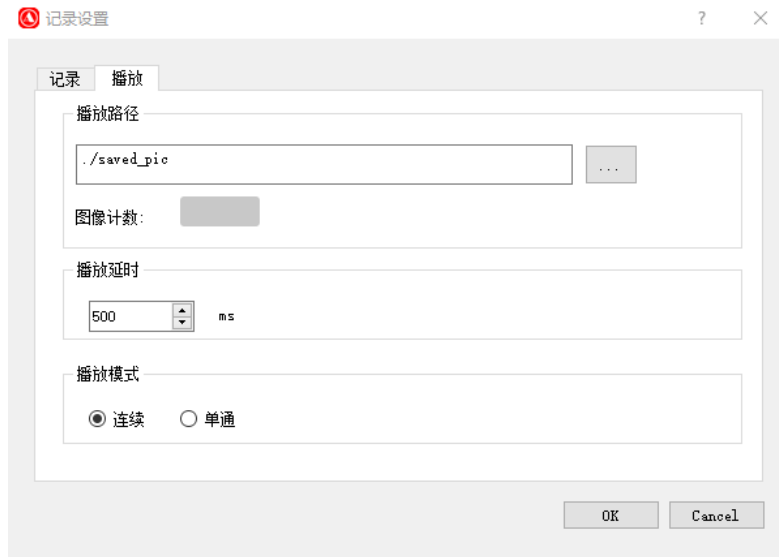 记录设置
记录 播放
播放路径
./saved_pic
...
图像计数:
播放延时
500 ms
播放模式
连续 单通
OK Cancel